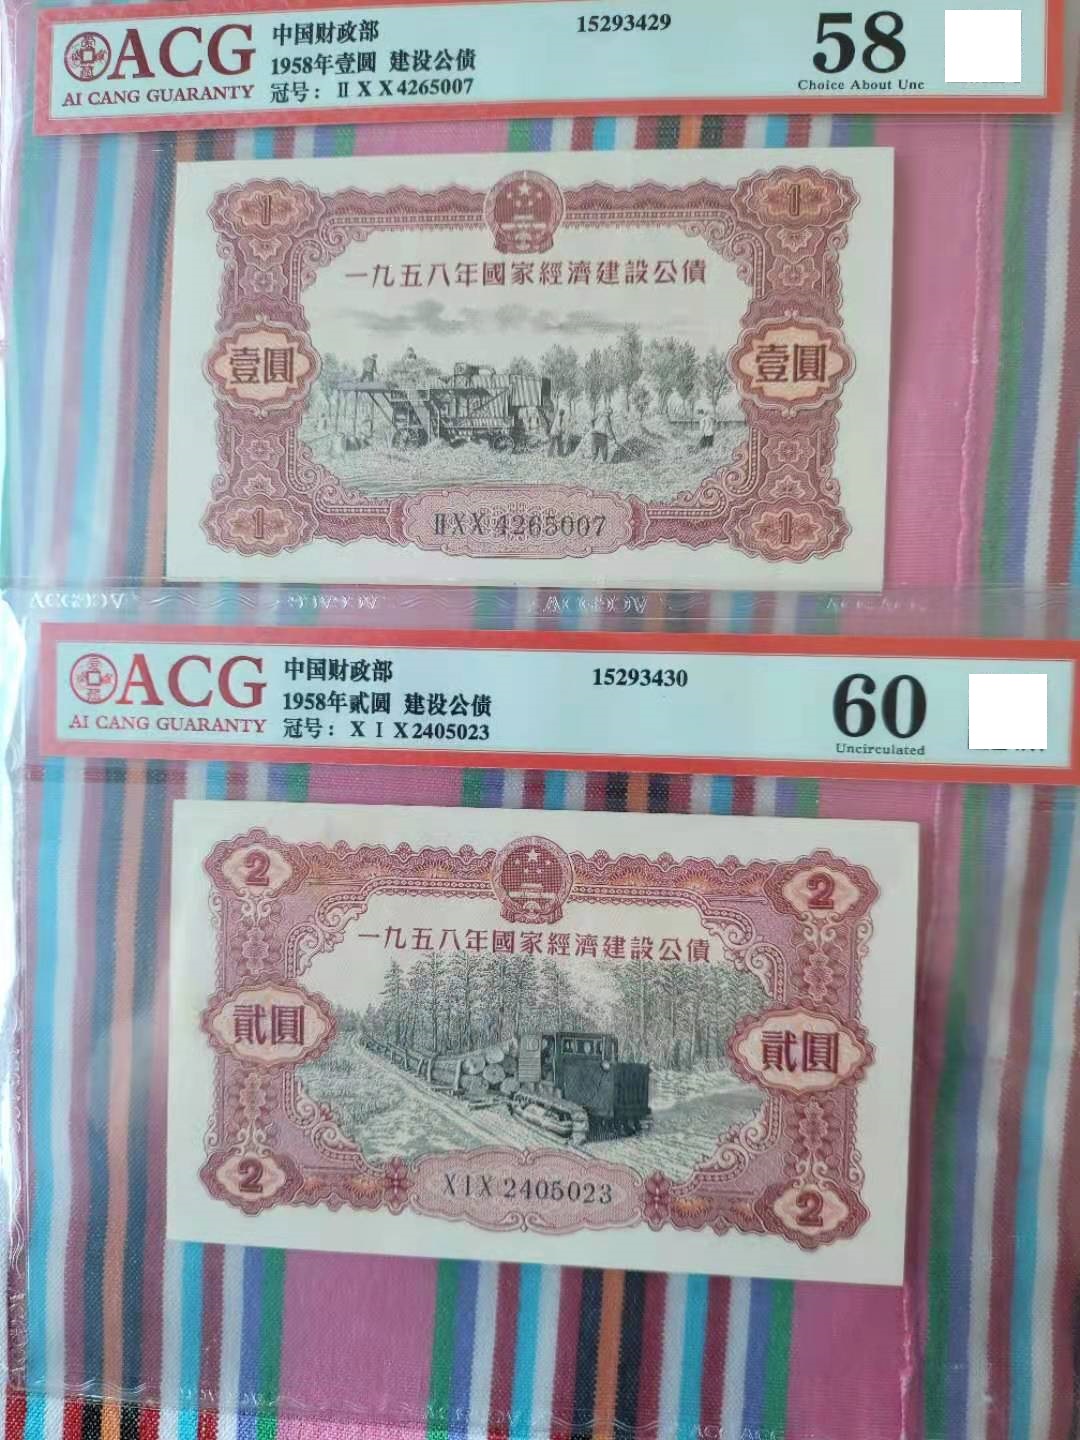 ACG
AI CANG GUARANTY
中国财政部
1958年壹圆 建设公债
冠号：ⅡⅩⅩ4265007
15293429
58
Choice About Unc
1
1
一九五八年國家經濟建設公債
壹圓
壹圓
ⅡXX 4265007
1
1
ACG
AI CANG GUARANTY
中国财政部
1958年贰圆 建设公债
冠号：ⅩⅠⅩ2405023
15293430
60
Uncirculated
2
2
一九五八年國家經濟建設公債
貳圓
貳圓
XIX 2405023
2
2